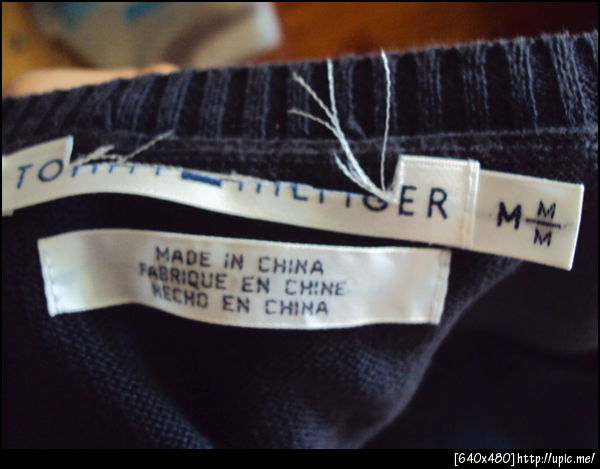 TOMMY HILFIGER
M M
M
MADE IN CHINA
FABRIQUE EN CHINE
HECHO EN CHINA
[640x480]http://upic.me/